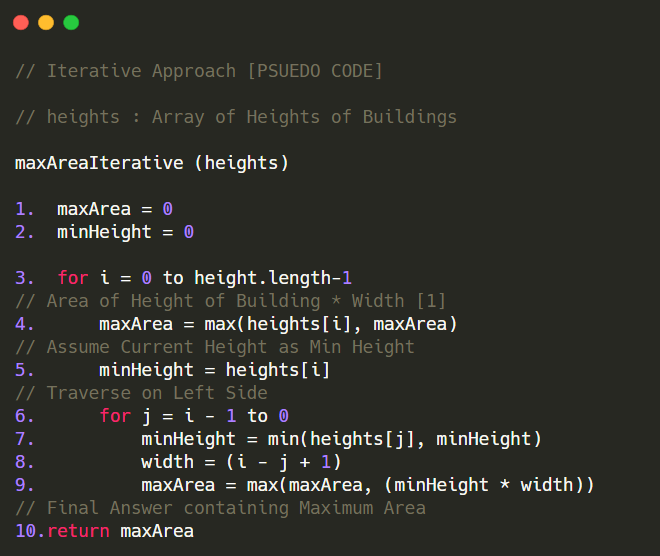 // Iterative Approach [PSUEDO CODE]
// heights : Array of Heights of Buildings
maxAreaIterative (heights)
1.  maxArea = 0
2.  minHeight = 0
3.  for i = 0 to height.length-1
// Area of Height of Building * Width [1]
4.      maxArea = max(heights[i], maxArea)
// Assume Current Height as Min Height
5.      minHeight = heights[i]
// Traverse on Left Side
6.      for j = i - 1 to 0
7.          minHeight = min(heights[j], minHeight)
8.          width = (i - j + 1)
9.          maxArea = max(maxArea, (minHeight * width))
// Final Answer containing Maximum Area
10.return maxArea